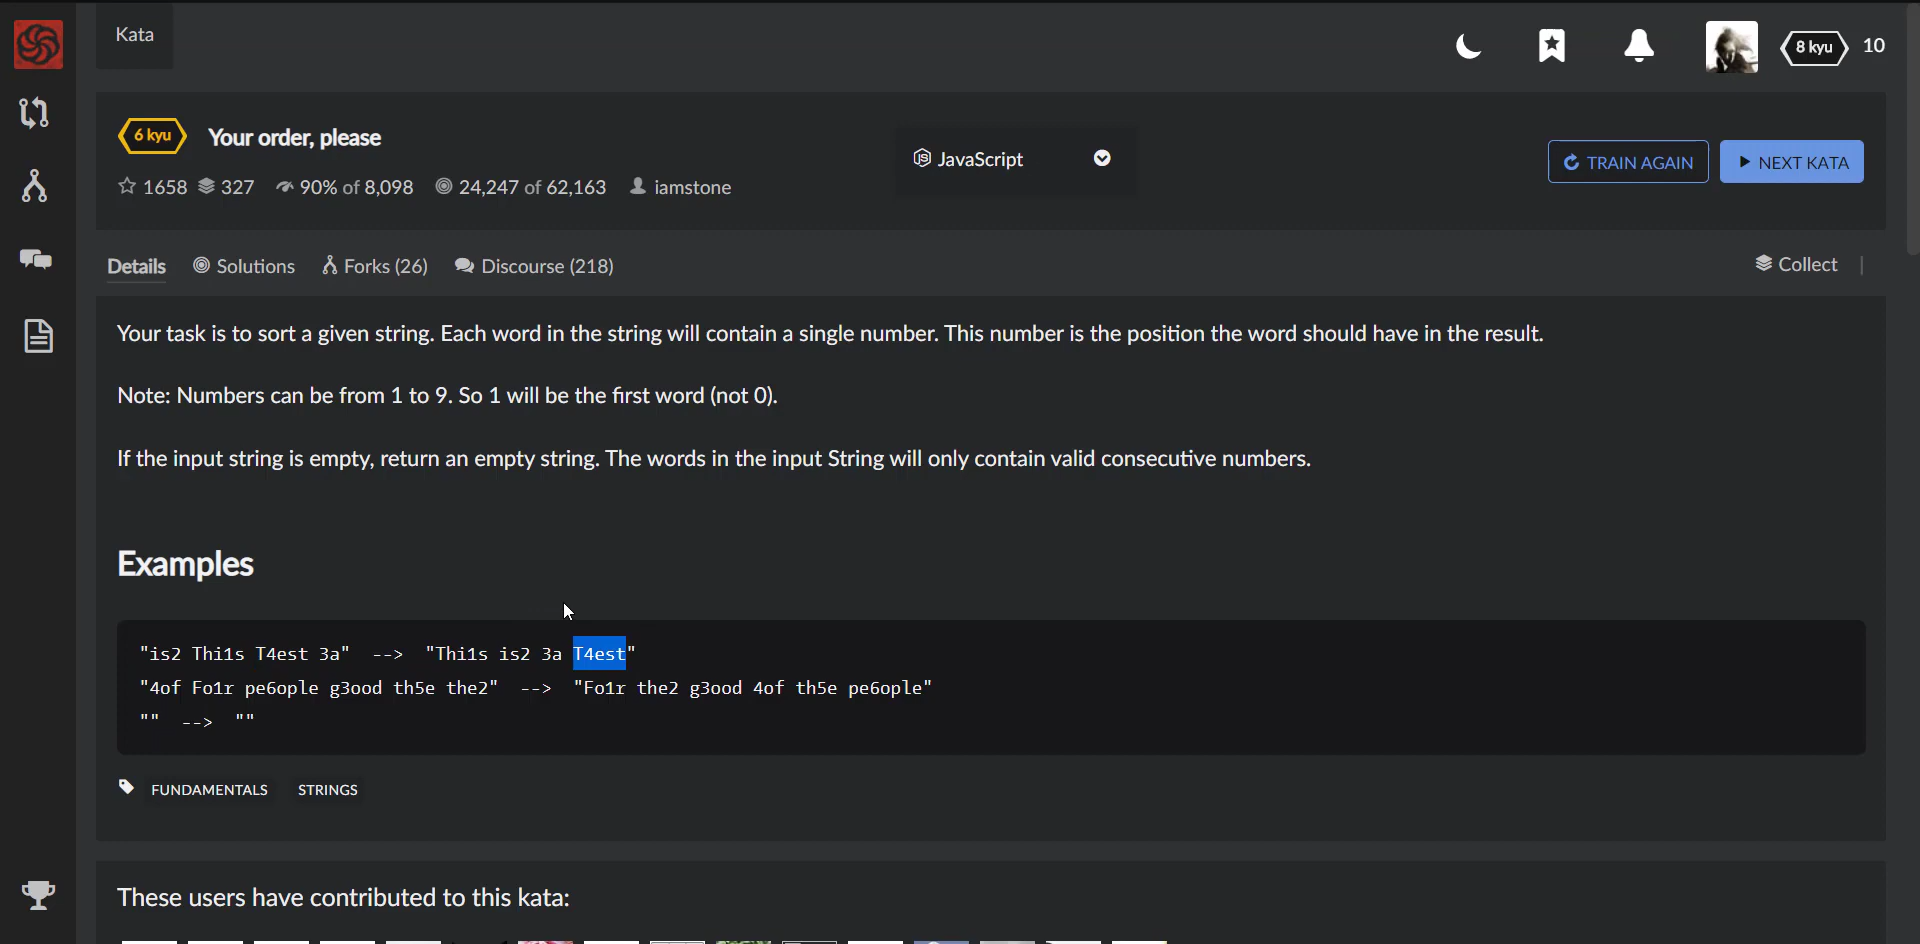 Kata
8 kyu 10
6 kyu Your order, please
JavaScript
TRAIN AGAIN NEXT KATA
1658 327 90% of 8,098 24,247 of 62,163 iamstone
Details Solutions Forks (26) Discourse (218) Collect |
Your task is to sort a given string. Each word in the string will contain a single number. This number is the position the word should have in the result.
Note: Numbers can be from 1 to 9. So 1 will be the first word (not 0).
If the input string is empty, return an empty string. The words in the input String will only contain valid consecutive numbers.
Examples
"is2 Thi1s T4est 3a"  -->  "Thi1s is2 3a T4est"
"4of Fo1r pe6ople g3ood th5e the2"  -->  "Fo1r the2 g3ood 4of th5e pe6ople"
""  -->  ""
FUNDAMENTALS STRINGS
These users have contributed to this kata: